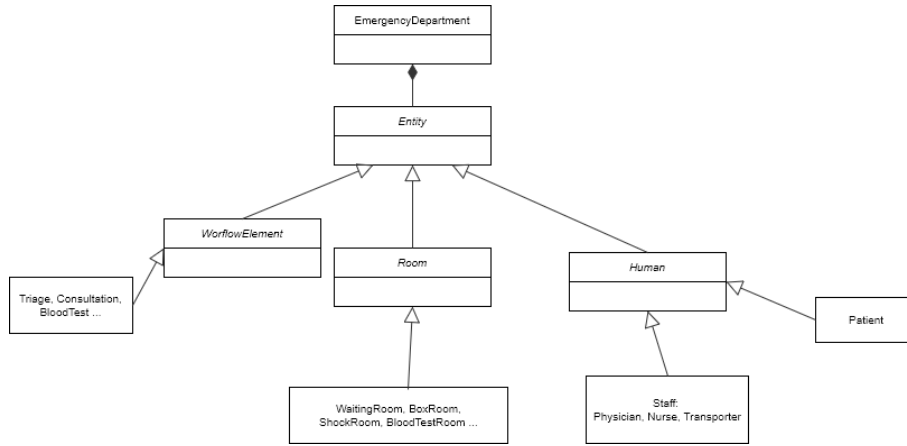 EmergencyDepartment
Entity
WorflowElement
Room
Human
Triage, Consultation,
BloodTest ...
Patient
WaitingRoom, BoxRoom,
ShockRoom, BloodTestRoom ...
Staff:
Physician, Nurse, Transporter